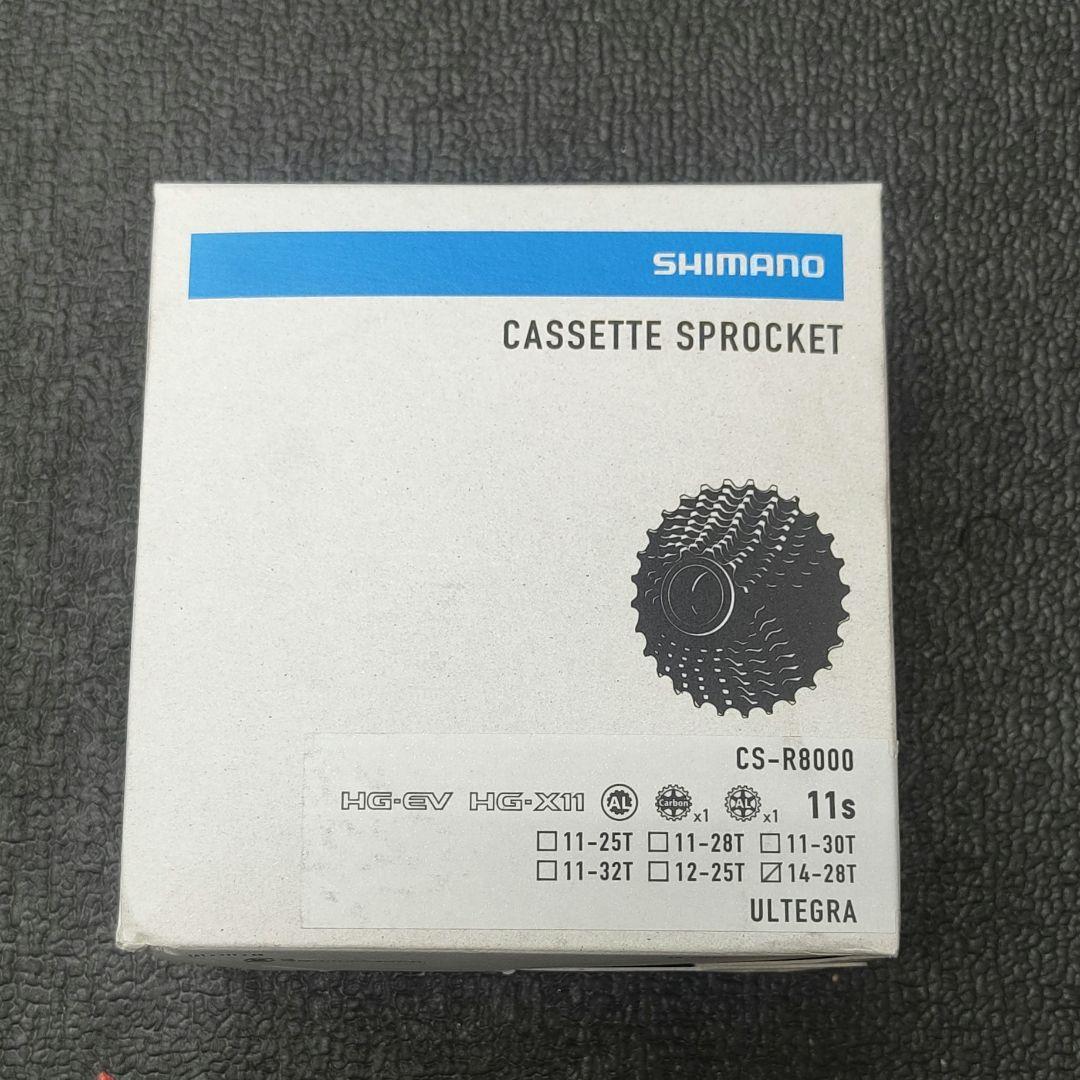 SHIMANO
CASSETTE SPROCKET
CS-R8000
HG-EV HG-X11 AL Carbon x1 AL x1 11s
☐11-25T ☐11-28T ☐11-30T
☐11-32T ☐12-25T ☑14-28T
ULTEGRA